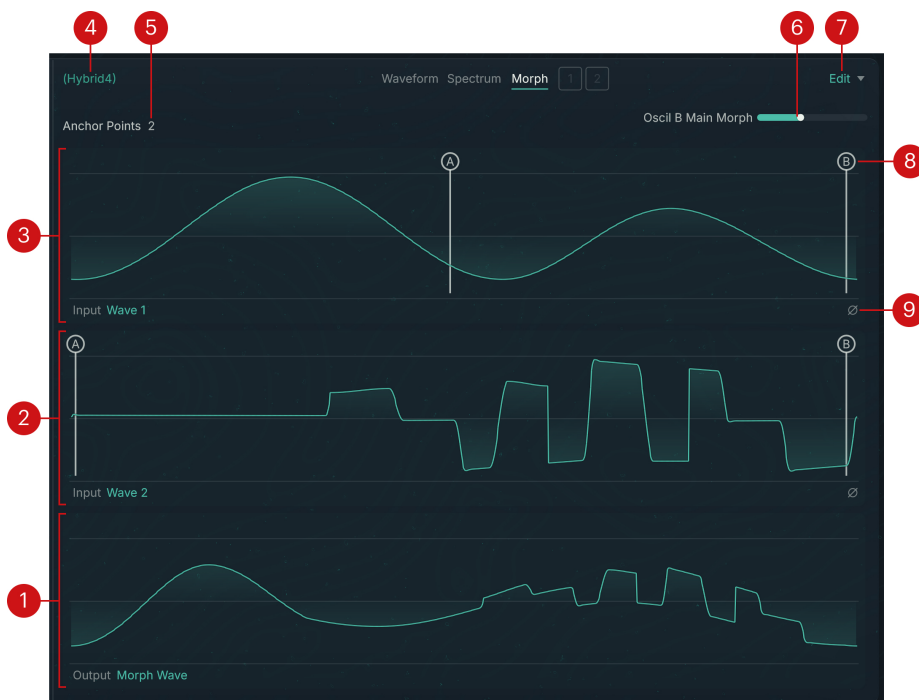 4 5 6 7
(Hybrid4) Waveform Spectrum Morph 1 2 Edit
Oscil B Main Morph
Anchor Points 2
A B 8
3
Input Wave 1 Ø 9
A B
2
Input Wave 2 Ø
1
Output Morph Wave